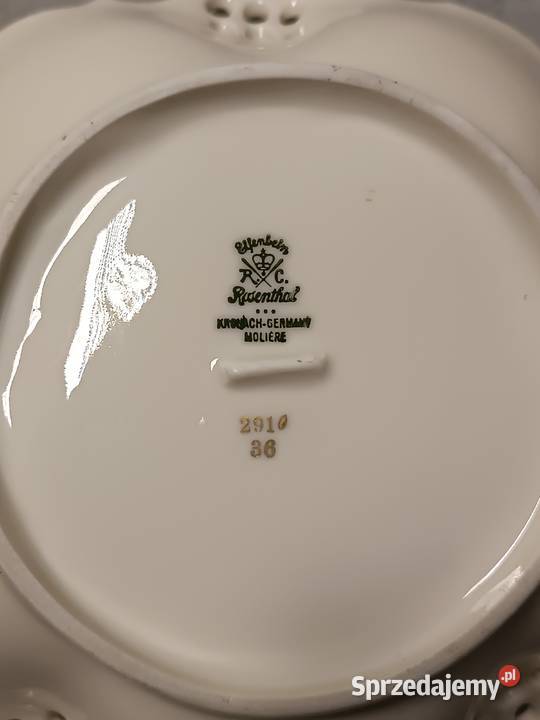 Elfenbein
R. C.
Rosenthal
KRONACH-GERMANY
MOLIÈRE
2910
36
Sprzedajemy.pl